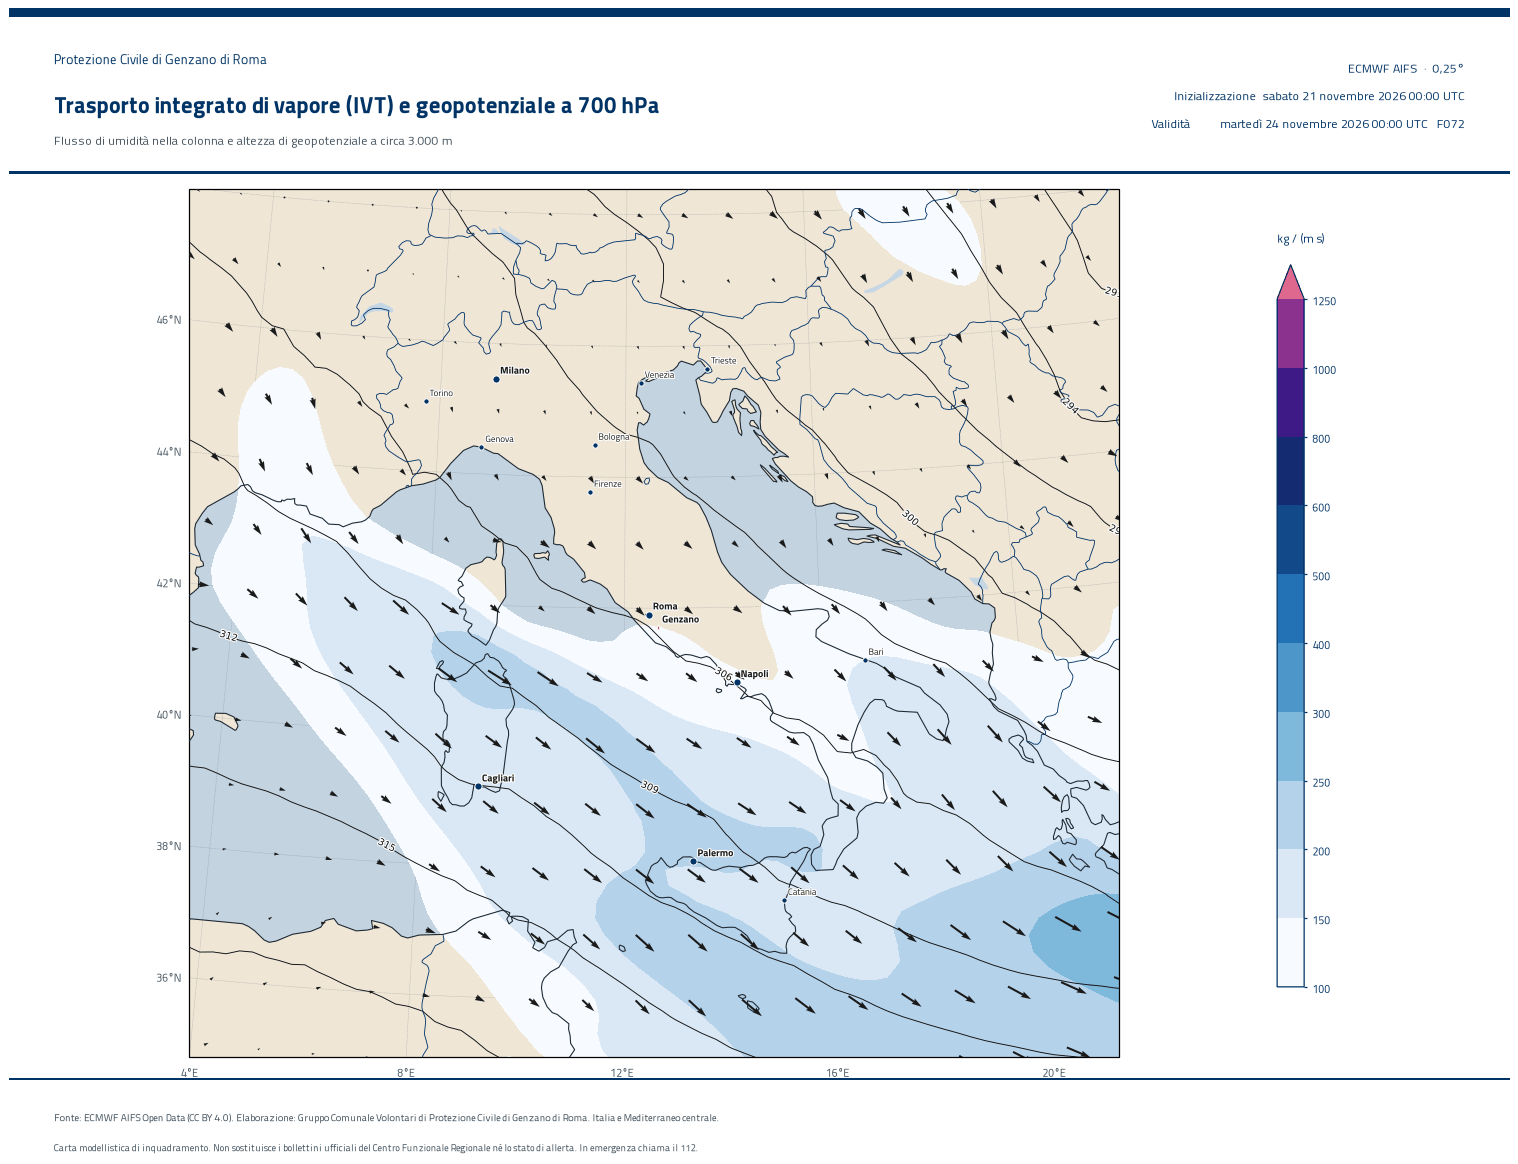 Protezione Civile di Genzano di Roma
Trasporto integrato di vapore (IVT) e geopotenziale a 700 hPa
Flusso di umidità nella colonna e altezza di geopotenziale a circa 3.000 m
ECMWF AIFS · 0,25°
Inizializzazione sabato 21 novembre 2026 00:00 UTC
Validità martedì 24 novembre 2026 00:00 UTC F072
kg / (m s)
1250
1000
800
600
500
400
300
250
200
150
100
46°N
44°N
42°N
40°N
38°N
36°N
4°E
8°E
12°E
16°E
20°E
Milano
Torino
Venezia
Trieste
Genova
Bologna
Firenze
Roma
Genzano
Napoli
Bari
Cagliari
Palermo
Catania
294
300
306
309
312
315
Fonte: ECMWF AIFS Open Data (CC BY 4.0). Elaborazione: Gruppo Comunale Volontari di Protezione Civile di Genzano di Roma. Italia e Mediterraneo centrale.
Carta modellistica di inquadramento. Non sostituisce i bollettini ufficiali del Centro Funzionale Regionale né lo stato di allerta. In emergenza chiama il 112.